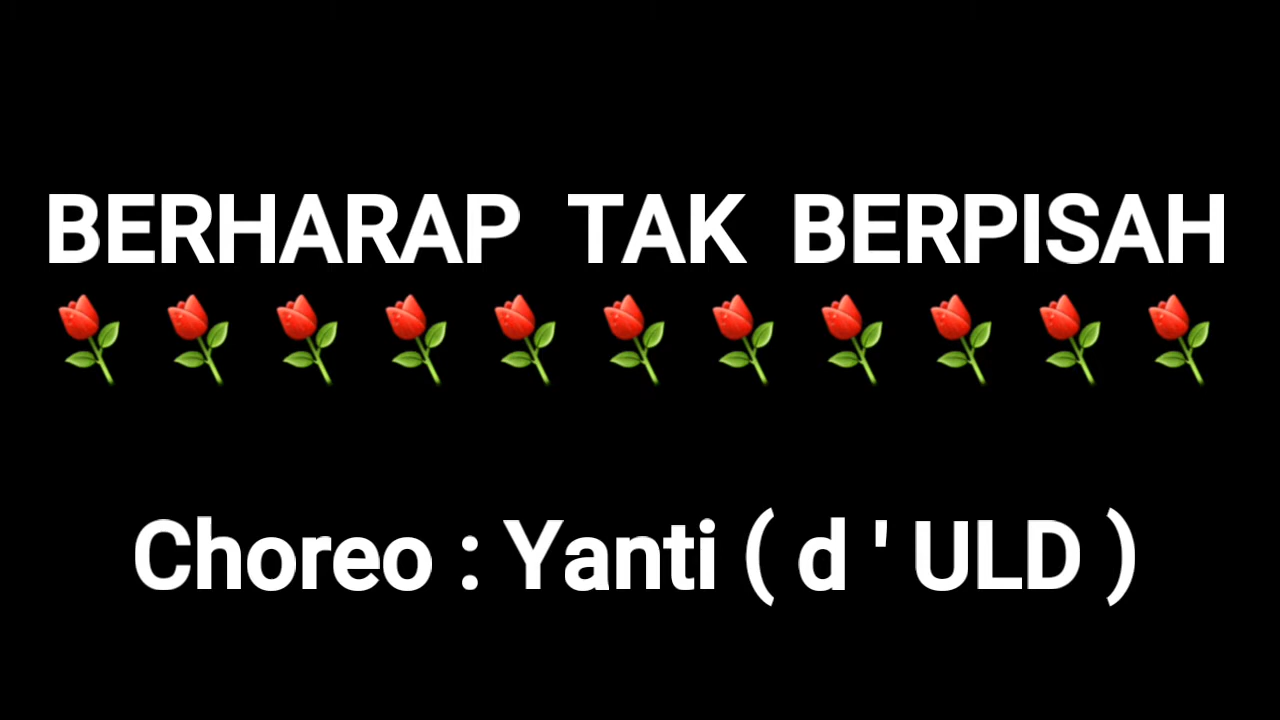 BERHARAP TAK BERPISAH
🌹🌹🌹🌹🌹🌹🌹🌹🌹🌹🌹
Choreo : Yanti ( d ' ULD )